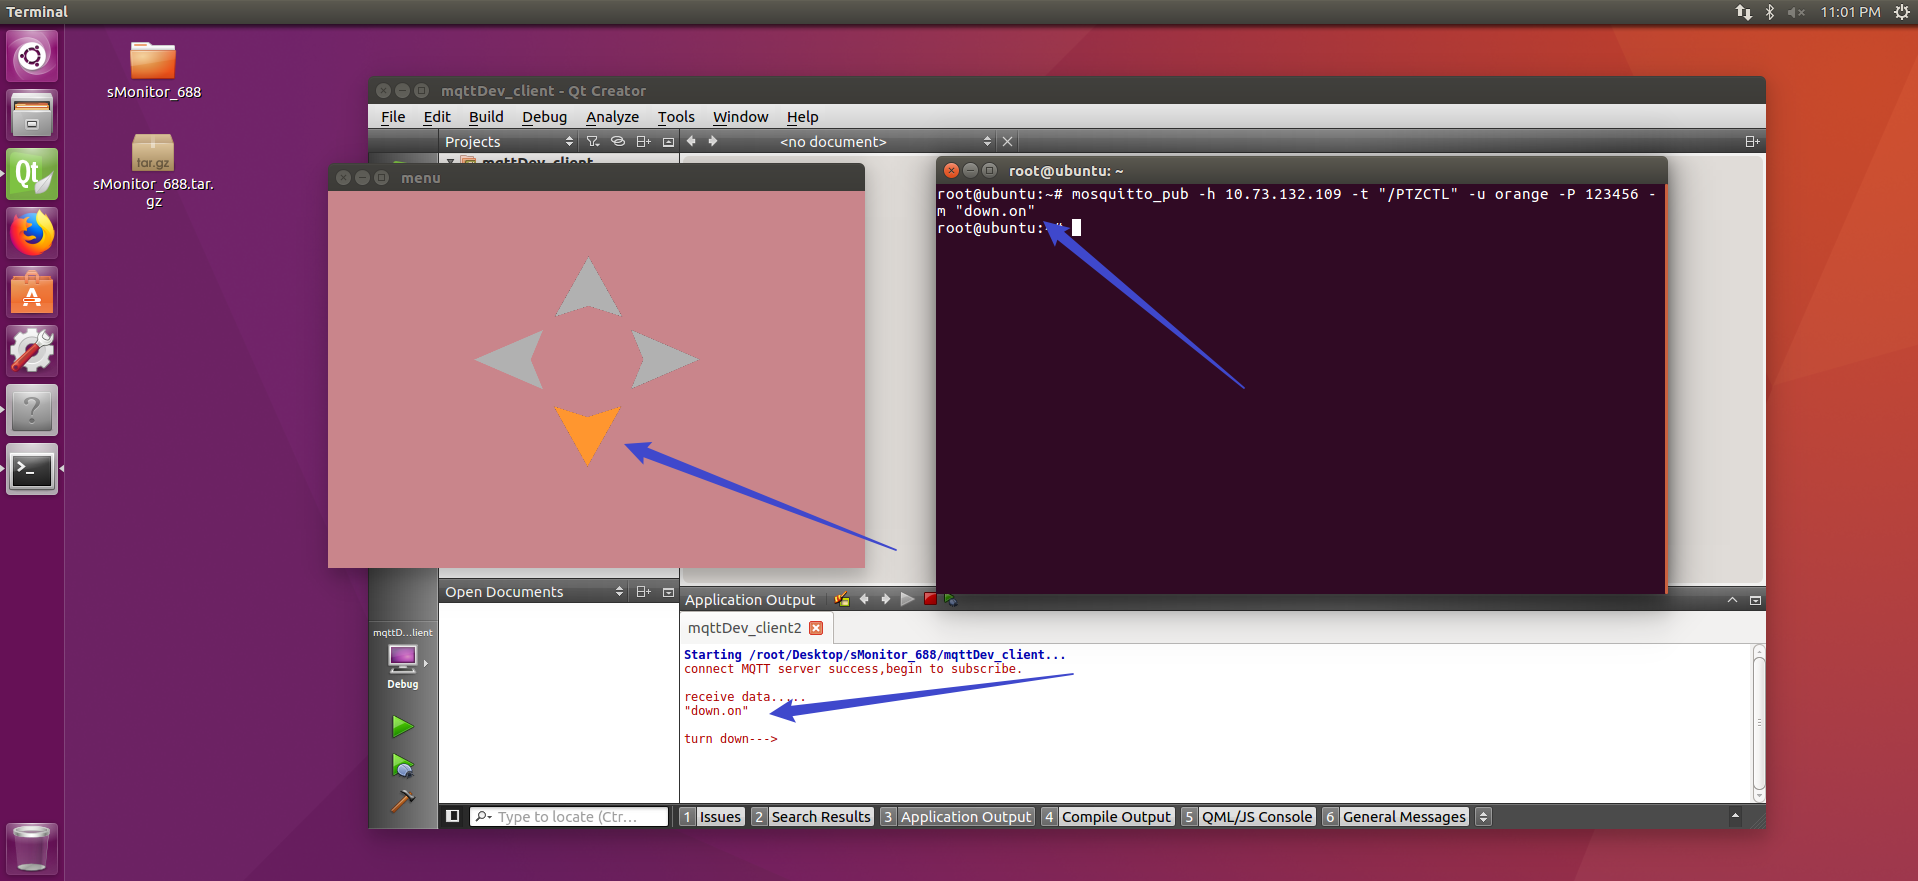 Terminal
11:01 PM
sMonitor_688
sMonitor_688.tar.
gz
tar.gz
mqttDev_client - Qt Creator
File Edit Build Debug Tools Analyze Window Help
Projects
<no document>
mqttDev_client
menu
root@ubuntu: ~
root@ubuntu:~# mosquitto_pub -h 10.73.132.109 -t "/PTZCTL" -u orange -P 123456 -
m "down.on"
root@ubuntu:~#
Open Documents
Application Output
mqttD...lient
Debug
mqttDev_client2
Starting /root/Desktop/sMonitor_688/mqttDev_client...
connect MQTT server success,begin to subscribe.
receive data.....
"down.on"
turn down--->
Type to locate (Ctr...
1 Issues 2 Search Results 3 Application Output 4 Compile Output 5 QML/JS Console 6 General Messages
Qt